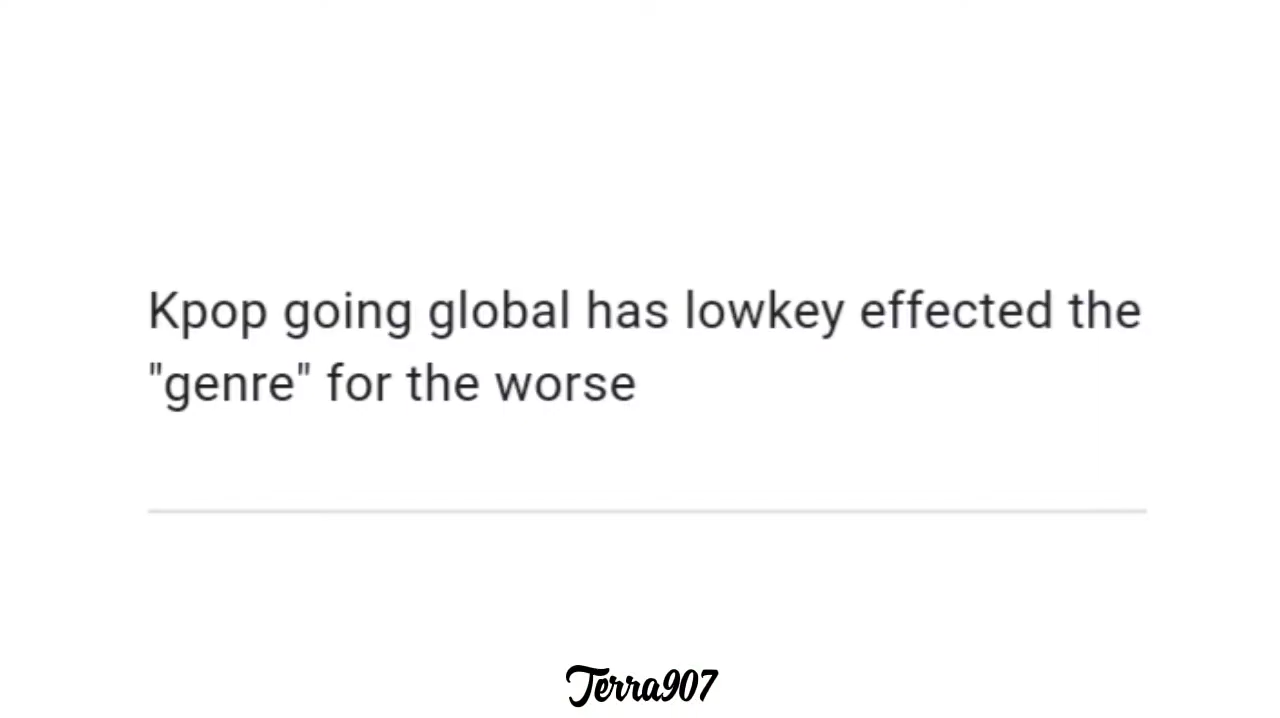 Kpop going global has lowkey effected the
"genre" for the worse
Terra907